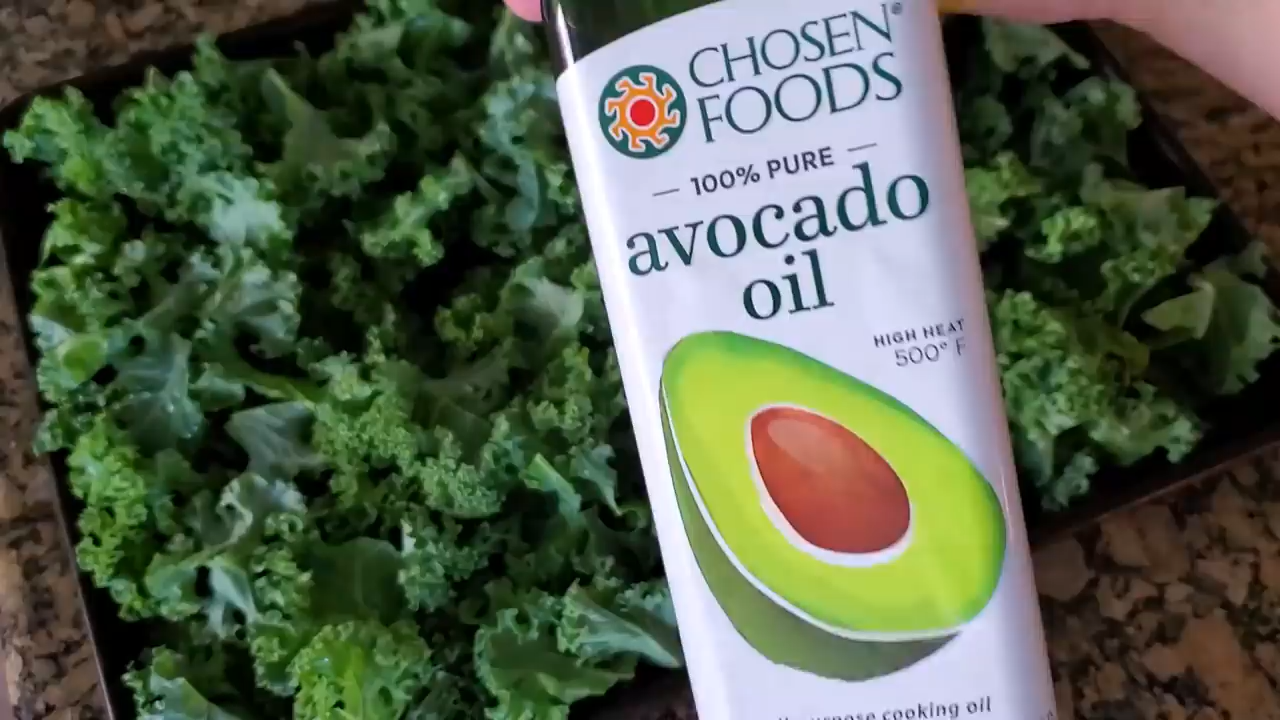 CHOSEN
FOODS®
— 100% PURE —
avocado
oil
HIGH HEAT
500° F
cooking oil